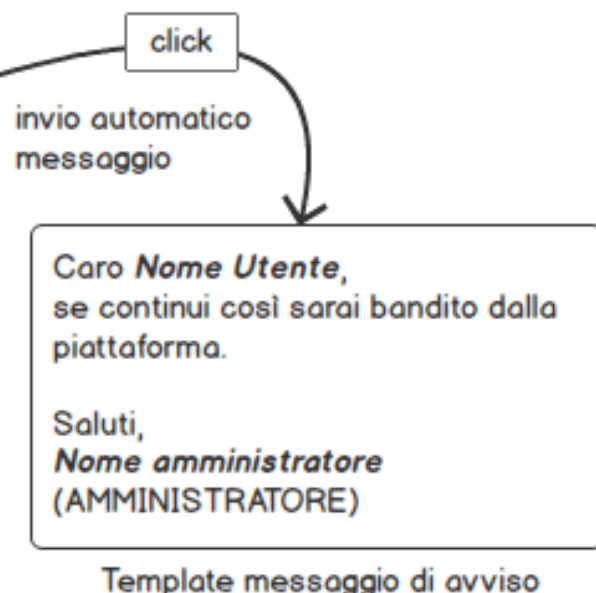 click
invio automatico
messaggio
Caro Nome Utente,
se continui così sarai bandito dalla
piattaforma.
Saluti,
Nome amministratore
(AMMINISTRATORE)
Template messaggio di avviso